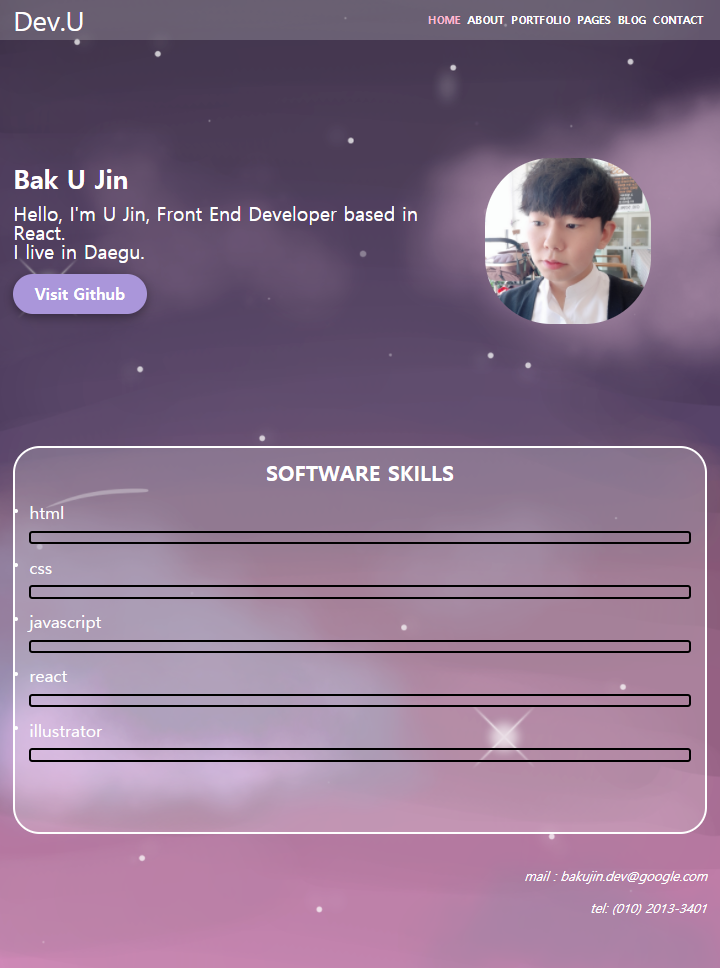 Dev.U
HOME ABOUT PORTFOLIO PAGES BLOG CONTACT
Bak U Jin
Hello, I'm U Jin, Front End Developer based in
React.
I live in Daegu.
Visit Github
SOFTWARE SKILLS
html
css
javascript
react
illustrator
mail : bakujin.dev@google.com
tel: (010) 2013-3401